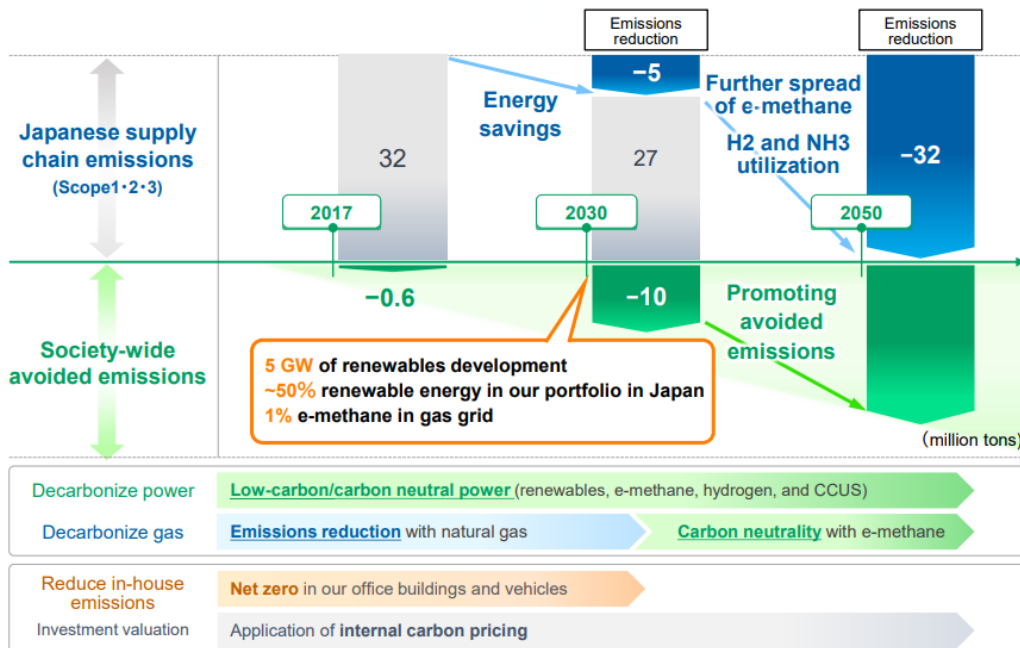 Emissions
reduction
Emissions
reduction
Japanese supply
chain emissions
(Scope1・2・3)
32
Energy
savings
−5
27
Further spread
of e-methane
H2 and NH3
utilization
−32
2017
2030
2050
−0.6
−10
Promoting
avoided
emissions
Society-wide
avoided emissions
5 GW of renewables development
~50% renewable energy in our portfolio in Japan
1% e-methane in gas grid
(million tons)
Decarbonize power
Low-carbon/carbon neutral power (renewables, e-methane, hydrogen, and CCUS)
Decarbonize gas
Emissions reduction with natural gas
Carbon neutrality with e-methane
Reduce in-house
emissions
Net zero in our office buildings and vehicles
Investment valuation
Application of internal carbon pricing